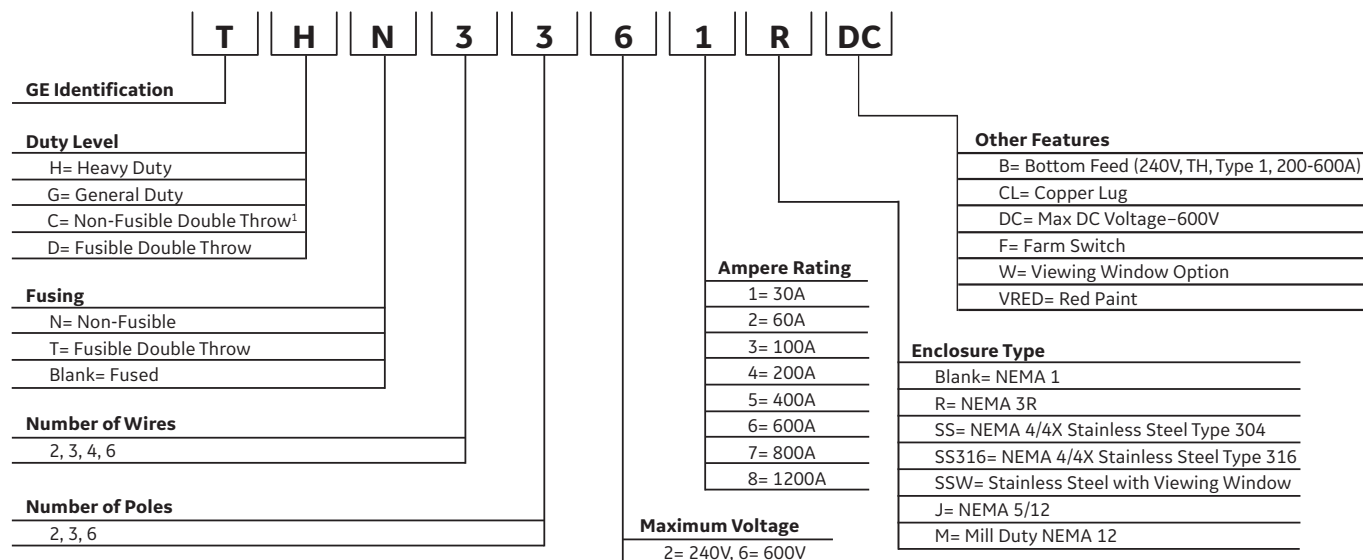 T H N 3 3 6 1 R DC
GE Identification
Duty Level
H= Heavy Duty
G= General Duty
C= Non-Fusible Double Throw¹
D= Fusible Double Throw
Fusing
N= Non-Fusible
T= Fusible Double Throw
Blank= Fused
Number of Wires
2, 3, 4, 6
Number of Poles
2, 3, 6
Maximum Voltage
2= 240V, 6= 600V
Ampere Rating
1= 30A
2= 60A
3= 100A
4= 200A
5= 400A
6= 600A
7= 800A
8= 1200A
Enclosure Type
Blank= NEMA 1
R= NEMA 3R
SS= NEMA 4/4X Stainless Steel Type 304
SS316= NEMA 4/4X Stainless Steel Type 316
SSW= Stainless Steel with Viewing Window
J= NEMA 5/12
M= Mill Duty NEMA 12
Other Features
B= Bottom Feed (240V, TH, Type 1, 200-600A)
CL= Copper Lug
DC= Max DC Voltage–600V
F= Farm Switch
W= Viewing Window Option
VRED= Red Paint